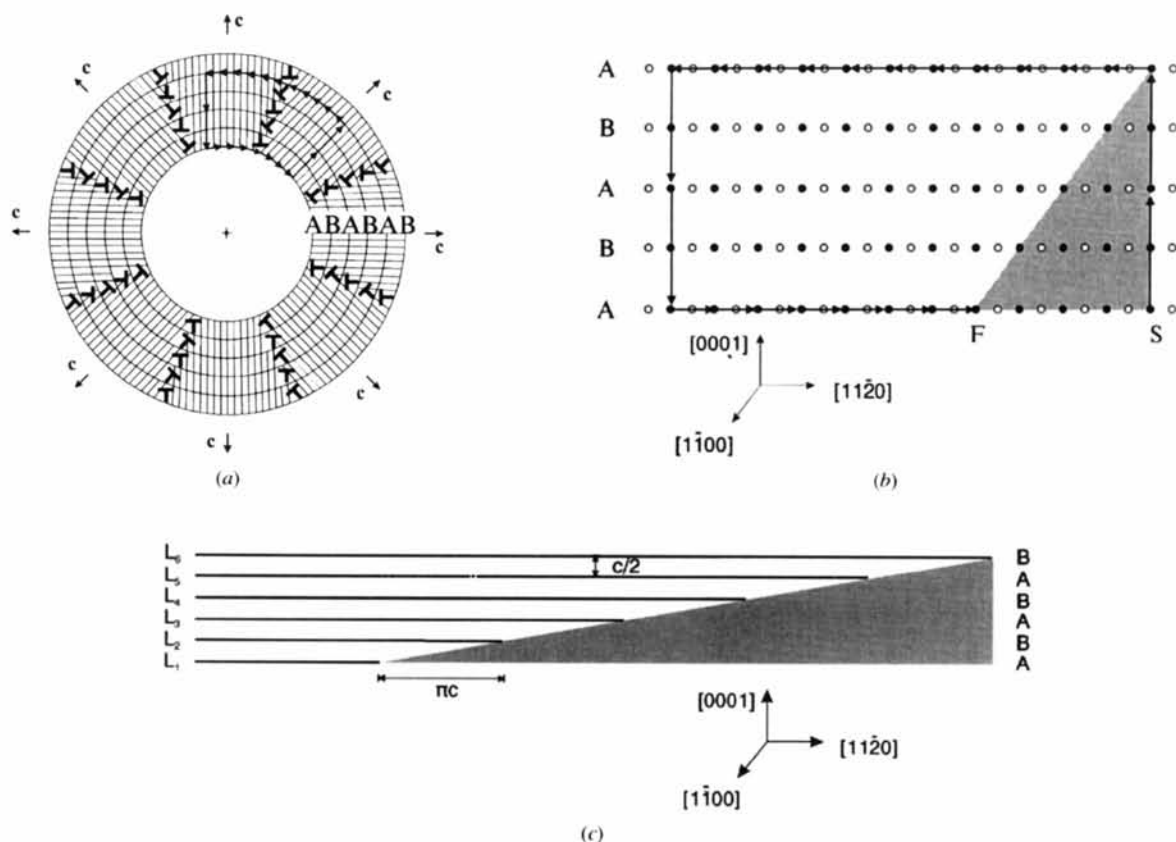 c
c
c
c
c
c
c
c
ABABAB
(a)
A
B
A
B
A
F
S
[0001]
[112̄0]
[11̄00]
(b)
L₆
L₅
L₄
L₃
L₂
L₁
c/2
πc
B
A
B
A
B
A
[0001]
[112̄0]
[11̄00]
(c)